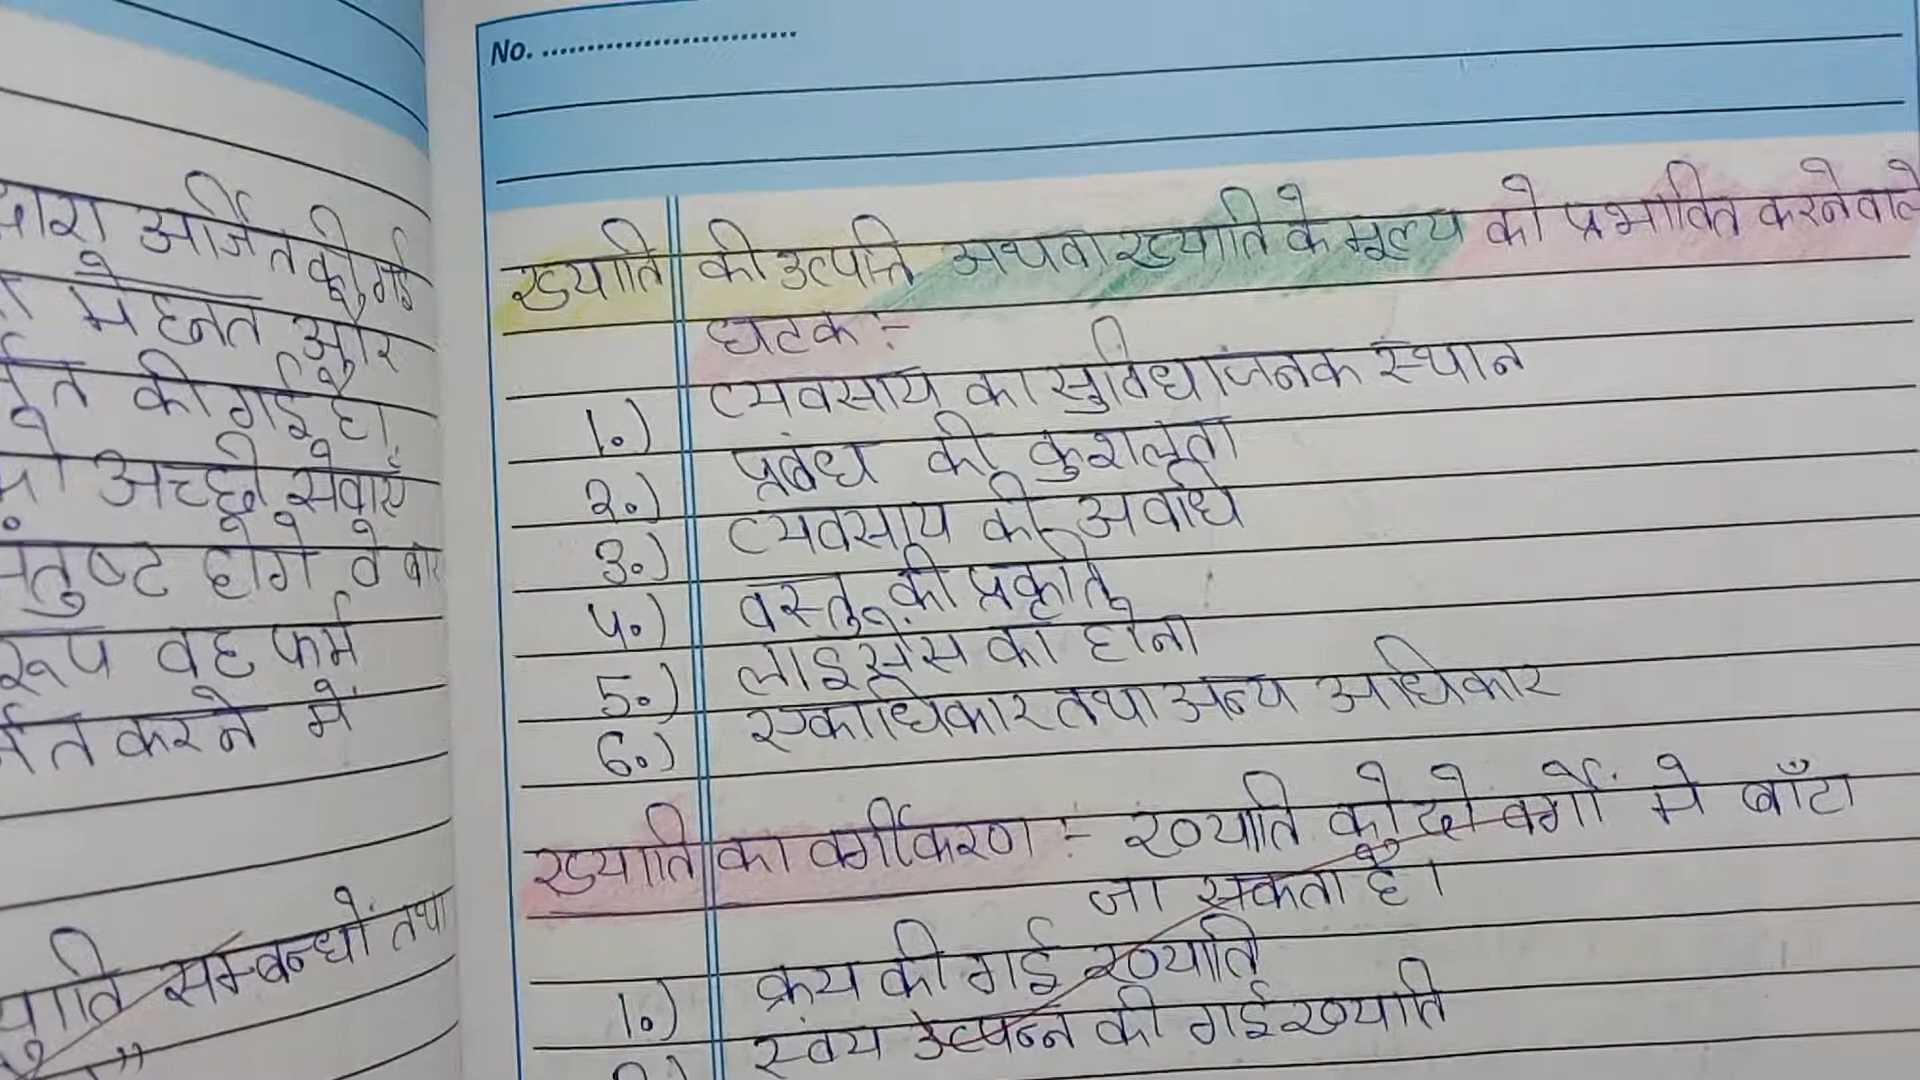 द्वारा अर्जित की गई
मेहनत और
की गई है।
अच्छी सेवाएँ
होंगे वे बार
रूप वह फर्म
करने में
सम्बन्धों तथा
No. ..........................
ख्याति की उत्पत्ति अथवा ख्याति के मूल्य को प्रभावित करने वाले
घटक :-
1.) व्यवसाय का सुविधाजनक स्थान
2.) प्रबंध की कुशलता
3.) व्यवसाय की अवधि
4.) वस्तु की प्रकृति
5.) लाइसेंस का होना
6.) एकाधिकार तथा अन्य अधिकार
ख्याति का वर्गीकरण :- ख्याति को दो वर्गों में बाँटा
जा सकता है।
1.) क्रय की गई ख्याति
2.) स्वयं उत्पन्न की गई ख्याति